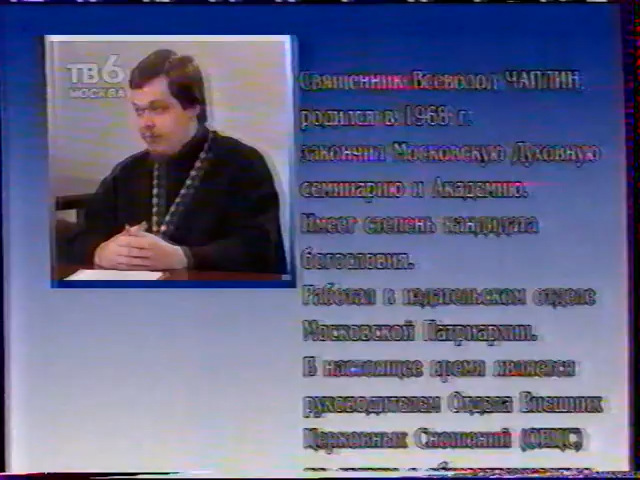 ТВ6
МОСКВА
Священник Всеволод ЧАПЛИН,
родился в 1968 г.
закончил Московскую Духовную
семинарию и Академию.
Имеет степень кандидата
богословия.
Работал в издательском отделе
Московской Патриархии.
В настоящее время является
руководителем Отдела Внешних
Церковных Сношений (ОВЦС)